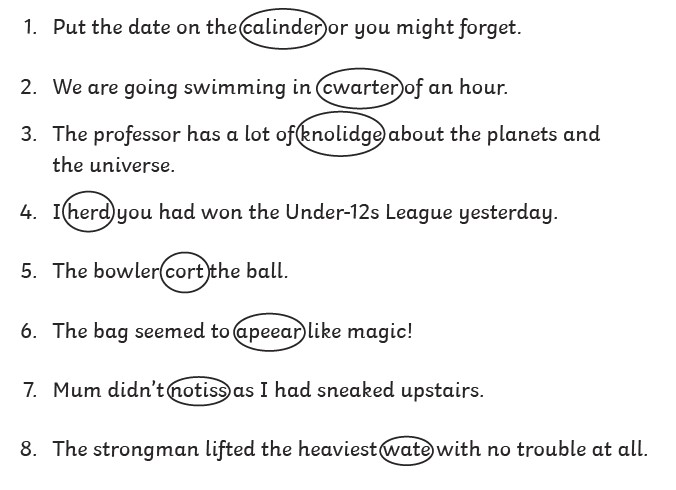 1. Put the date on the calinder or you might forget.
2. We are going swimming in cwarter of an hour.
3. The professor has a lot of knolidge about the planets and
the universe.
4. I herd you had won the Under-12s League yesterday.
5. The bowler cort the ball.
6. The bag seemed to apeear like magic!
7. Mum didn't notiss as I had sneaked upstairs.
8. The strongman lifted the heaviest wate with no trouble at all.